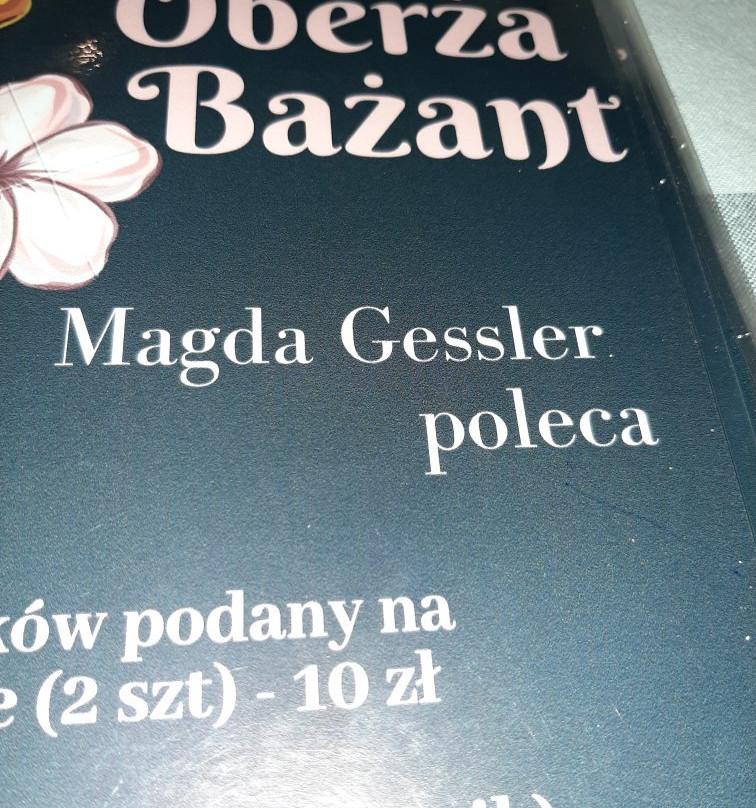 Oberża
Bażant
Magda Gessler
poleca
ków podany na
e (2 szt) - 10 zł